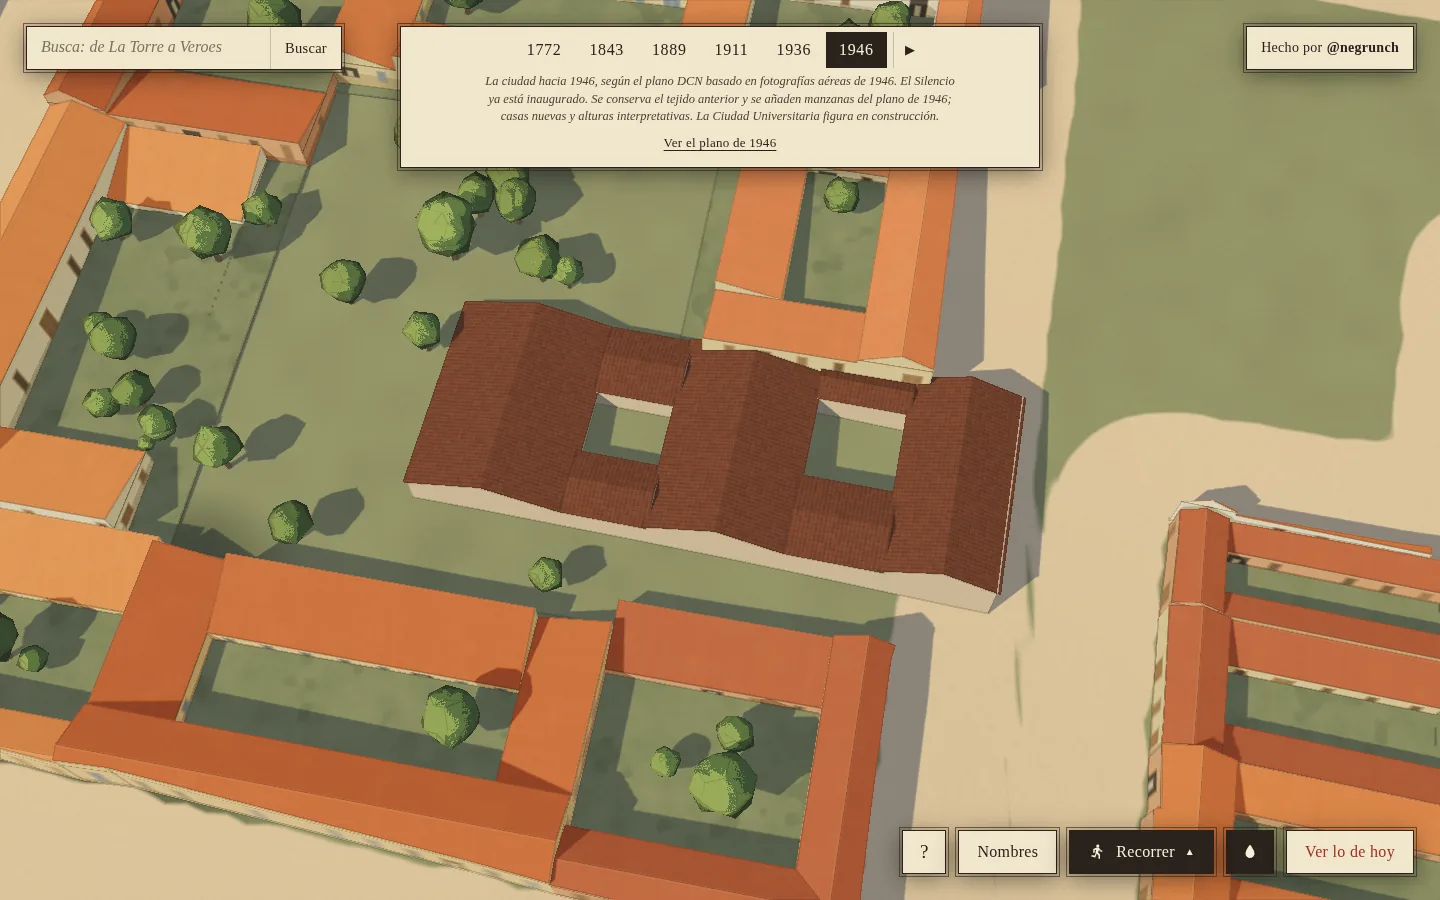 Busca: de La Torre a Veroes
Buscar
1772 1843 1889 1911 1936 1946 ▶
La ciudad hacia 1946, según el plano DCN basado en fotografías aéreas de 1946. El Silencio
ya está inaugurado. Se conserva el tejido anterior y se añaden manzanas del plano de 1946;
casas nuevas y alturas interpretativas. La Ciudad Universitaria figura en construcción.
Ver el plano de 1946
Hecho por @negrunch
?
Nombres
Recorrer ▲
Ver lo de hoy